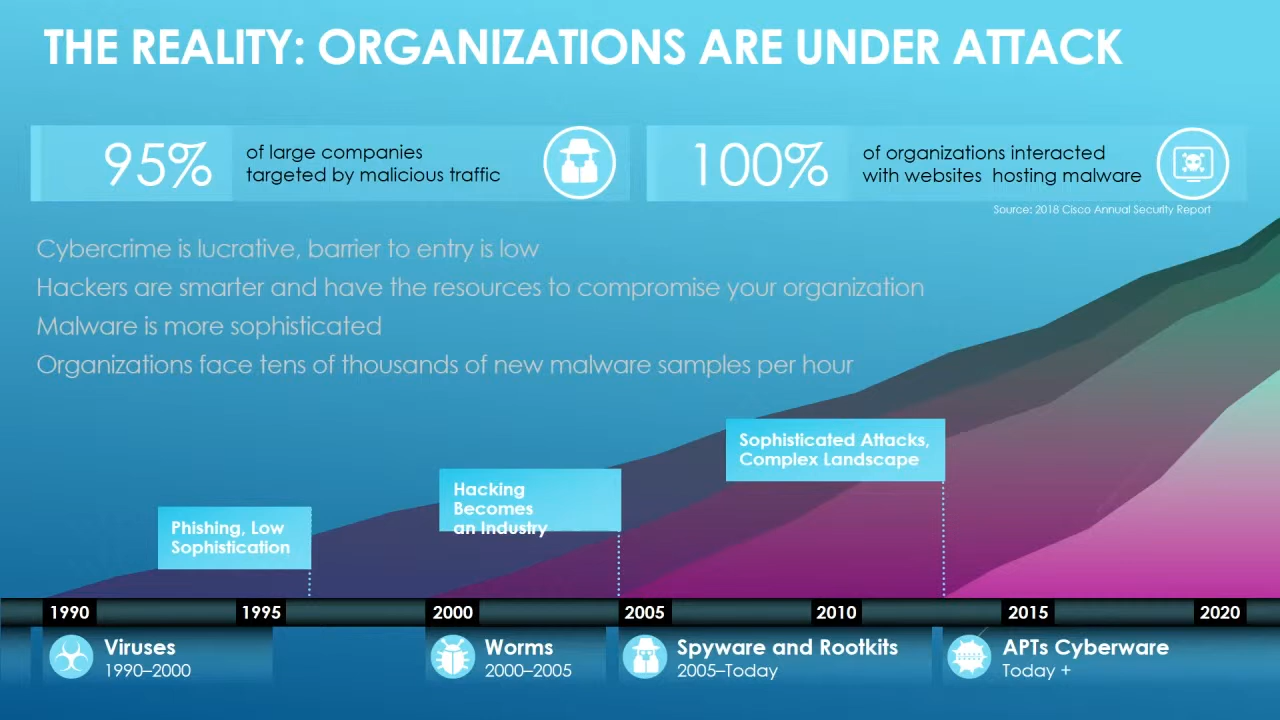 THE REALITY: ORGANIZATIONS ARE UNDER ATTACK
95%
of large companies
targeted by malicious traffic
100%
of organizations interacted
with websites hosting malware
Source: 2018 Cisco Annual Security Report
Cybercrime is lucrative, barrier to entry is low
Hackers are smarter and have the resources to compromise your organization
Malware is more sophisticated
Organizations face tens of thousands of new malware samples per hour
Phishing, Low
Sophistication
Hacking
Becomes
an Industry
Sophisticated Attacks,
Complex Landscape
1990
1995
2000
2005
2010
2015
2020
Viruses
1990–2000
Worms
2000–2005
Spyware and Rootkits
2005–Today
APTs Cyberware
Today +